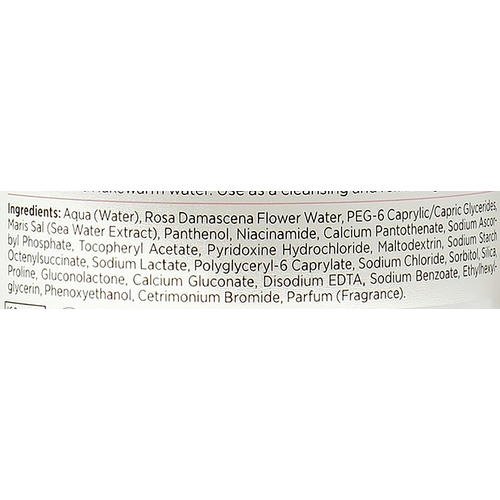 lukewarm water. Use as a cleansing and
Ingredients: Aqua (Water), Rosa Damascena Flower Water, PEG-6 Caprylic/Capric Glycerides,
Maris Sal (Sea Water Extract), Panthenol, Niacinamide, Calcium Pantothenate, Sodium Ascor-
byl Phosphate, Tocopheryl Acetate, Pyridoxine Hydrochloride, Maltodextrin, Sodium Starch
Octenylsuccinate, Sodium Lactate, Polyglyceryl-6 Caprylate, Sodium Chloride, Sorbitol, Silica,
Proline, Gluconolactone, Calcium Gluconate, Disodium EDTA, Sodium Benzoate, Ethylhexyl-
glycerin, Phenoxyethanol, Cetrimonium Bromide, Parfum (Fragrance).